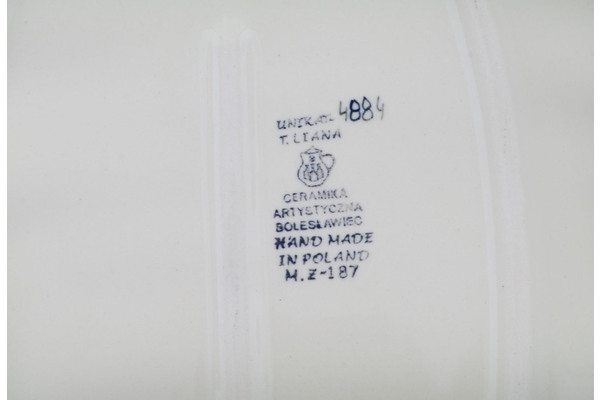 UNIKAT- 4884
T. LIANA
CERAMIKA
ARTYSTYCZNA
BOLESŁAWIEC
HAND MADE
IN POLAND
M.Z-187